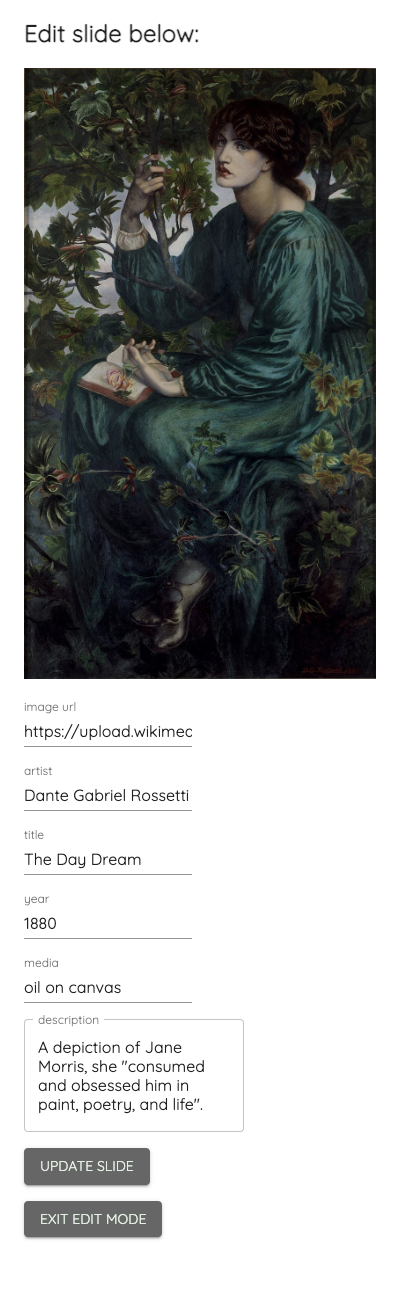 Edit slide below:
image url
https://upload.wikimec
artist
Dante Gabriel Rossetti
title
The Day Dream
year
1880
media
oil on canvas
description
A depiction of Jane
Morris, she "consumed
and obsessed him in
paint, poetry, and life".
UPDATE SLIDE
EXIT EDIT MODE